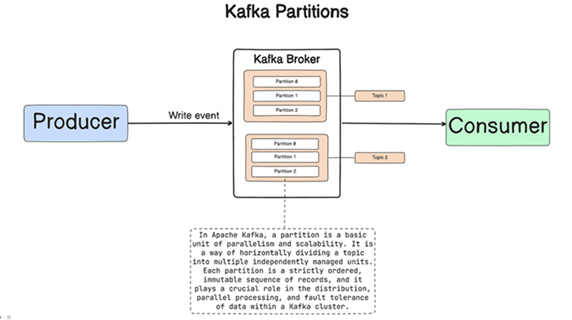 Kafka Partitions
Kafka Broker
Partition 0
Partition 1
Partition 2
Topic 1
Producer
Write event
Consumer
Partition 0
Partition 1
Partition 2
Topic 2
In Apache Kafka, a partition is a basic
unit of parallelism and scalability. It is
a way of horizontally dividing a topic
into multiple independently managed units.
Each partition is a strictly ordered,
immutable sequence of records, and it
plays a crucial role in the distribution,
parallel processing, and fault tolerance
of data within a Kafka cluster.